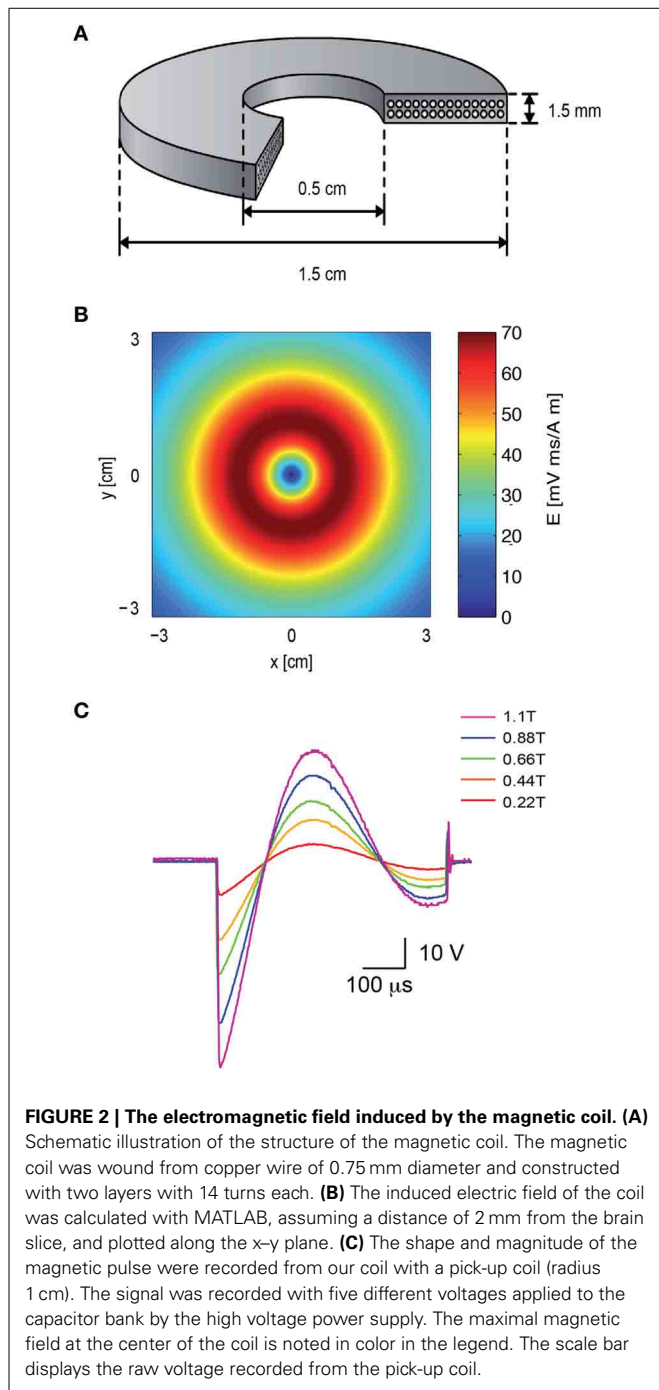 A
1.5 mm
0.5 cm
1.5 cm
B
3
0
−3
y [cm]
−3 0 3
x [cm]
70
60
50
40
30
20
10
0
E [mV ms/A m]
C
1.1T
0.88T
0.66T
0.44T
0.22T
10 V
100 µs
FIGURE 2 | The electromagnetic field induced by the magnetic coil. (A)
Schematic illustration of the structure of the magnetic coil. The magnetic
coil was wound from copper wire of 0.75 mm diameter and constructed
with two layers with 14 turns each. (B) The induced electric field of the coil
was calculated with MATLAB, assuming a distance of 2 mm from the brain
slice, and plotted along the x–y plane. (C) The shape and magnitude of the
magnetic pulse were recorded from our coil with a pick-up coil (radius
1 cm). The signal was recorded with five different voltages applied to the
capacitor bank by the high voltage power supply. The maximal magnetic
field at the center of the coil is noted in color in the legend. The scale bar
displays the raw voltage recorded from the pick-up coil.